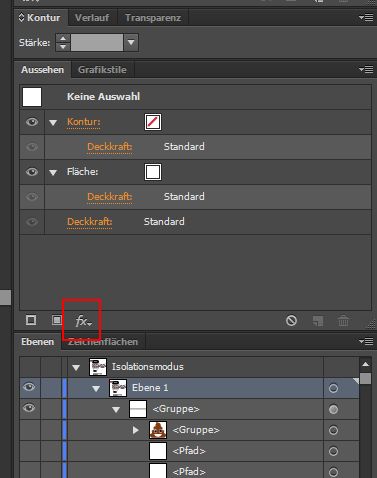 Kontur Verlauf Transparenz
Stärke:
Aussehen Grafikstile
Keine Auswahl
Kontur:
Deckkraft: Standard
Fläche:
Deckkraft: Standard
Deckkraft: Standard
fx
Ebenen Zeichenflächen
Isolationsmodus
Ebene 1
<Gruppe>
<Gruppe>
<Pfad>
<Pfad>